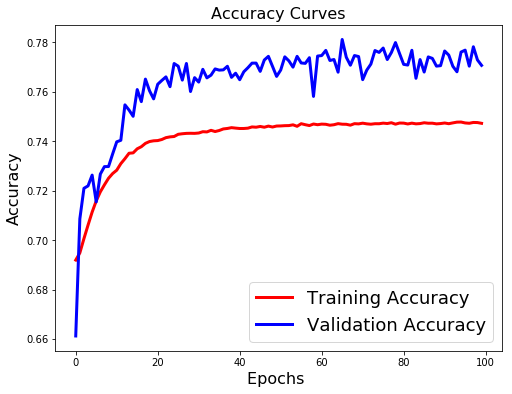 Accuracy Curves
Accuracy
0.78
0.76
0.74
0.72
0.70
0.68
0.66
Training Accuracy
Validation Accuracy
0 20 40 60 80 100
Epochs